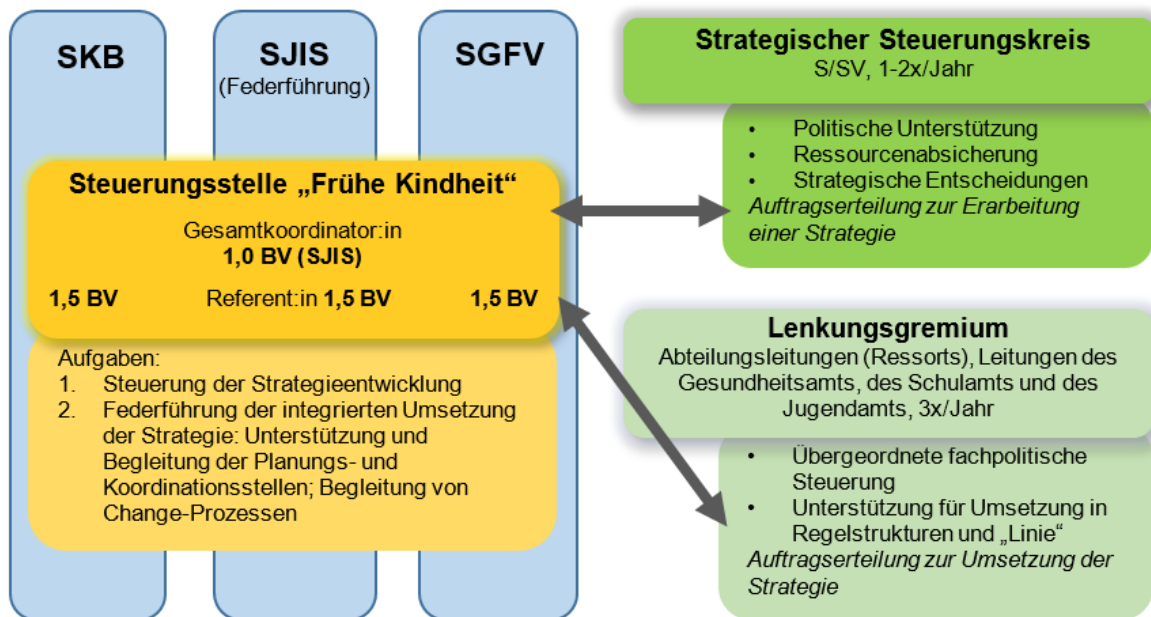 SKB
SJIS
(Federführung)
SGFV
Steuerungsstelle „Frühe Kindheit“
Gesamtkoordinator:in
1,0 BV (SJIS)
1,5 BV
Referent:in 1,5 BV
1,5 BV
Aufgaben:
1. Steuerung der Strategieentwicklung
2. Federführung der integrierten Umsetzung
der Strategie: Unterstützung und
Begleitung der Planungs- und
Koordinationsstellen; Begleitung von
Change-Prozessen
Strategischer Steuerungskreis
S/SV, 1-2x/Jahr
• Politische Unterstützung
• Ressourcenabsicherung
• Strategische Entscheidungen
Auftragserteilung zur Erarbeitung
einer Strategie
Lenkungsgremium
Abteilungsleitungen (Ressorts), Leitungen des
Gesundheitsamts, des Schulamts und des
Jugendamts, 3x/Jahr
• Übergeordnete fachpolitische
Steuerung
• Unterstützung für Umsetzung in
Regelstrukturen und „Linie“
Auftragserteilung zur Umsetzung der
Strategie